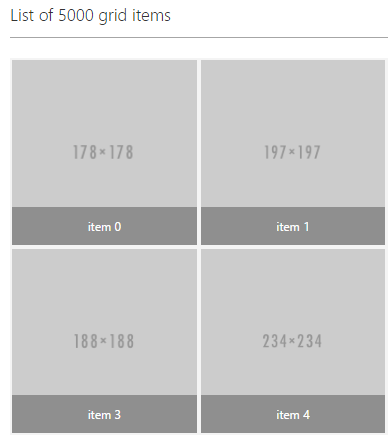 List of 5000 grid items
178×178
197×197
item 0
item 1
188×188
234×234
item 3
item 4